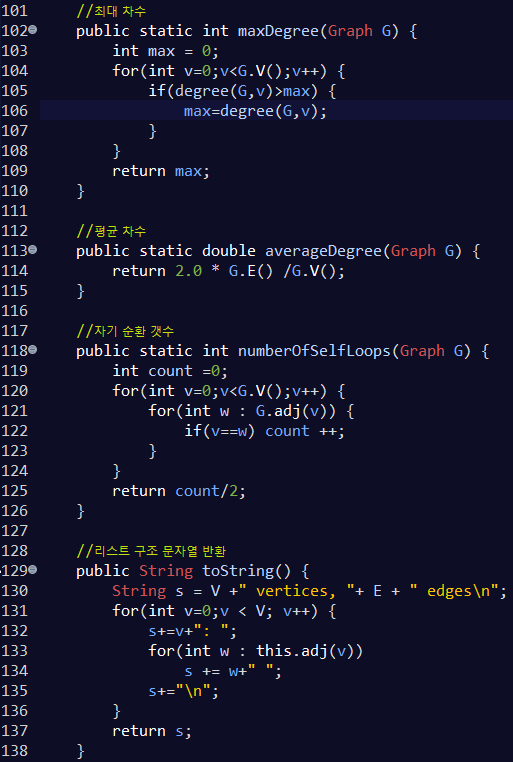 101 //최대 차수
102 public static int maxDegree(Graph G) {
103 int max = 0;
104 for(int v=0;v<G.V();v++) {
105 if(degree(G,v)>max) {
106 max=degree(G,v);
107 }
108 }
109 return max;
110 }
111
112 //평균 차수
113 public static double averageDegree(Graph G) {
114 return 2.0 * G.E() /G.V();
115 }
116
117 //자기 순환 갯수
118 public static int numberOfSelfLoops(Graph G) {
119 int count =0;
120 for(int v=0;v<G.V();v++) {
121 for(int w : G.adj(v)) {
122 if(v==w) count ++;
123 }
124 }
125 return count/2;
126 }
127
128 //리스트 구조 문자열 반환
129 public String toString() {
130 String s = V +" vertices, "+ E + " edges\n";
131 for(int v=0;v < V; v++) {
132 s+=v+": ";
133 for(int w : this.adj(v))
134 s += w+" ";
135 s+="\n";
136 }
137 return s;
138 }